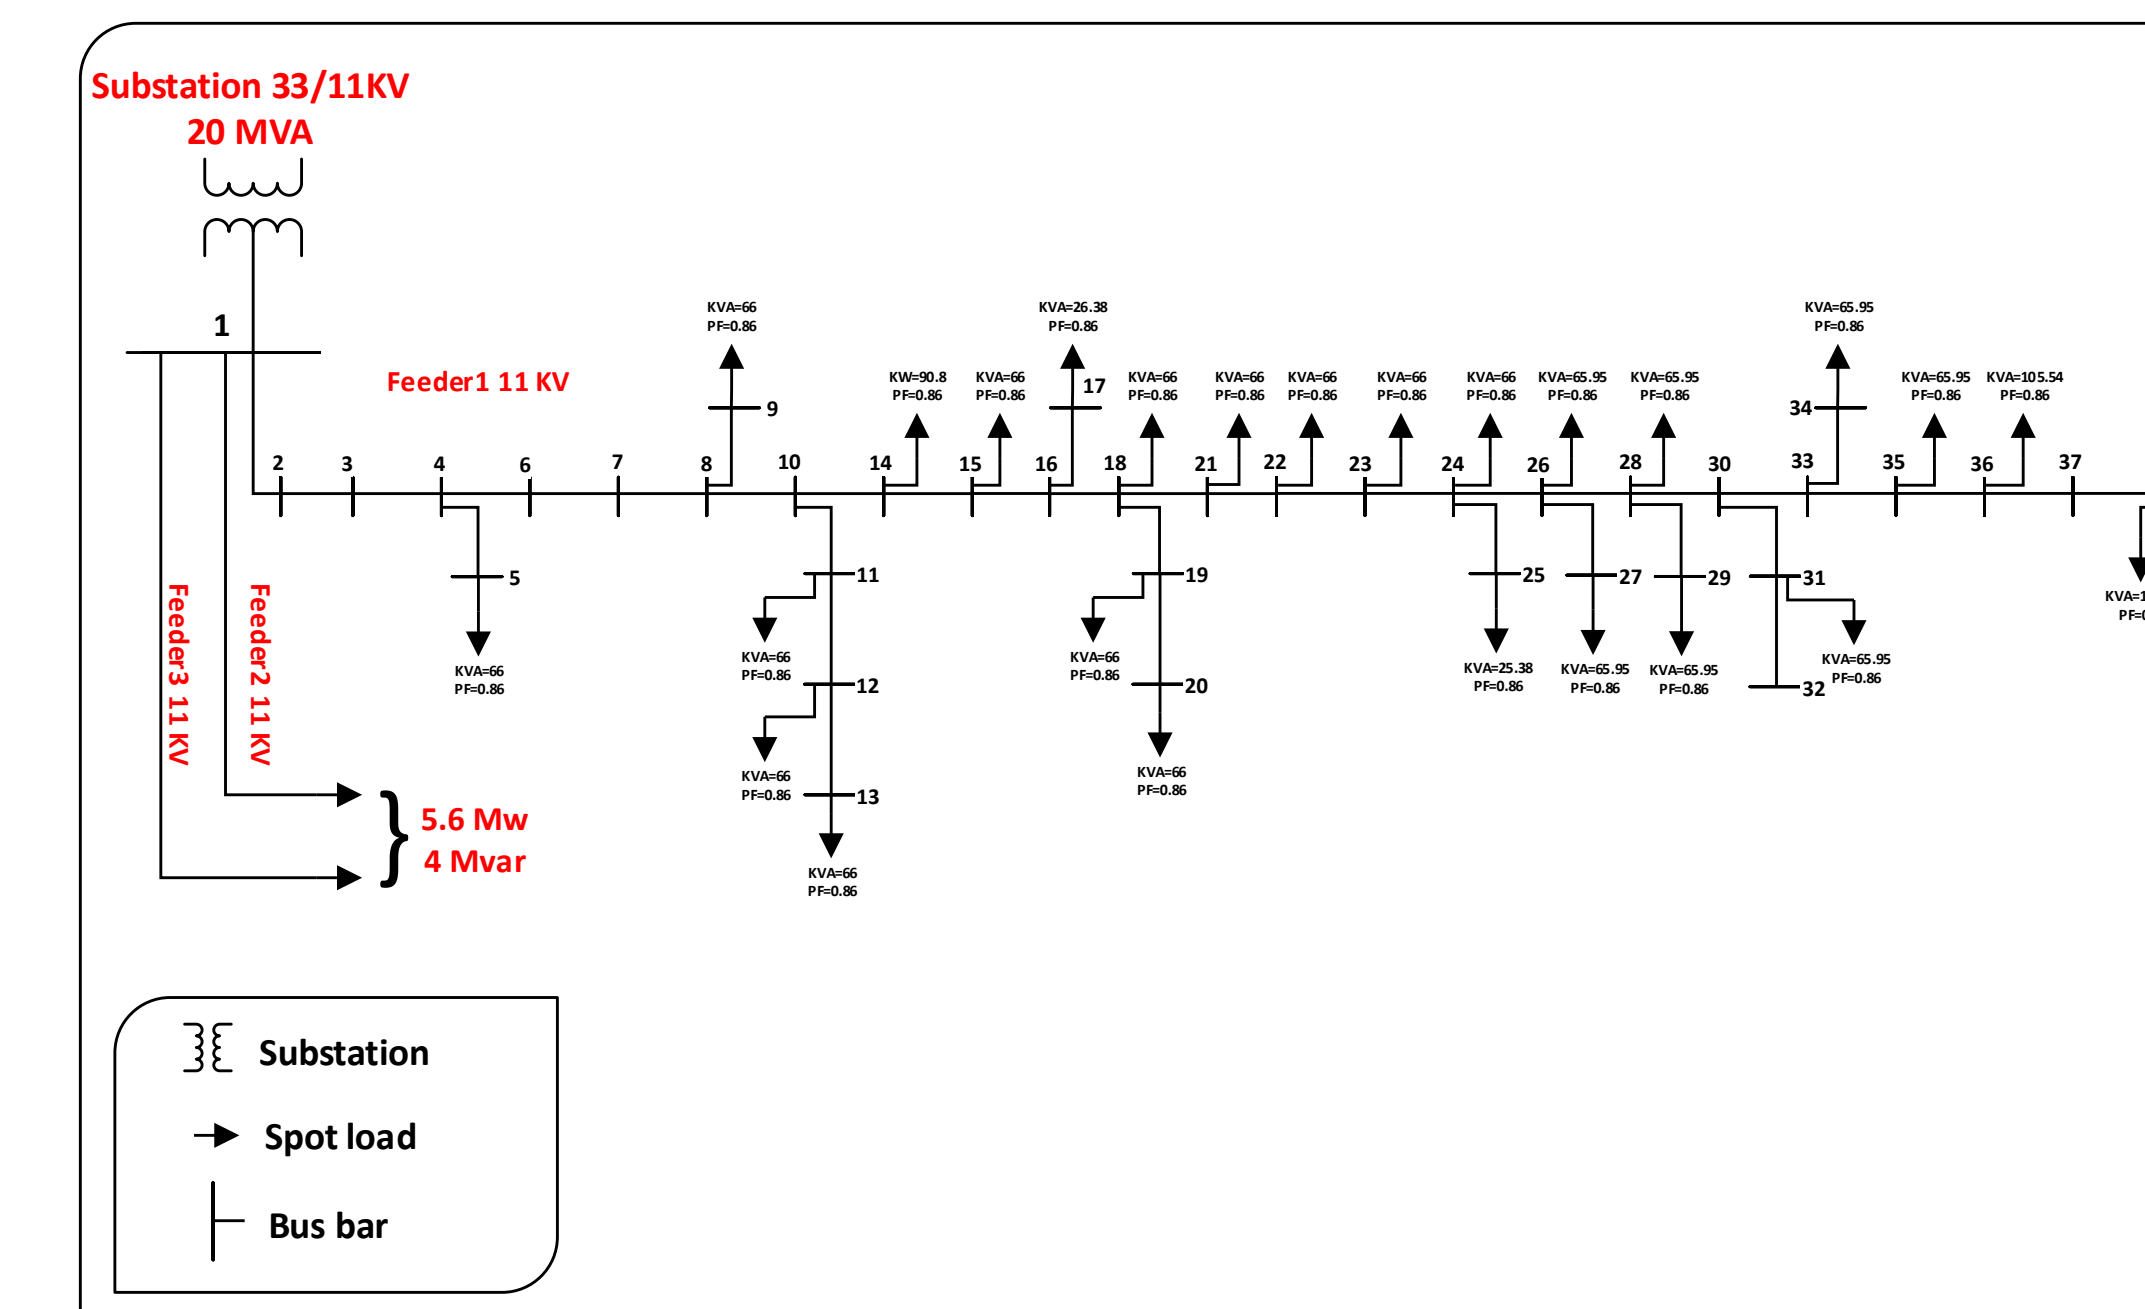 Substation 33/11KV
20 MVA
1
Feeder1 11 KV
Feeder3 11 KV
Feeder2 11 KV
5.6 Mw
4 Mvar
}
2
3
4
6
7
8
10
14
15
16
18
21
22
23
24
26
28
30
33
35
36
37
5
KVA=66
PF=0.86
KVA=66
PF=0.86
9
11
KVA=66
PF=0.86
12
KVA=66
PF=0.86
13
KVA=66
PF=0.86
KW=90.8
PF=0.86
KVA=66
PF=0.86
KVA=26.38
PF=0.86
17
KVA=66
PF=0.86
19
KVA=66
PF=0.86
20
KVA=66
PF=0.86
KVA=66
PF=0.86
KVA=66
PF=0.86
KVA=66
PF=0.86
KVA=66
PF=0.86
25
KVA=25.38
PF=0.86
KVA=65.95
PF=0.86
27
KVA=65.95
PF=0.86
KVA=65.95
PF=0.86
29
KVA=65.95
PF=0.86
31
KVA=65.95
PF=0.86
32
KVA=65.95
PF=0.86
34
KVA=65.95
PF=0.86
KVA=105.54
PF=0.86
Substation
Spot load
Bus bar